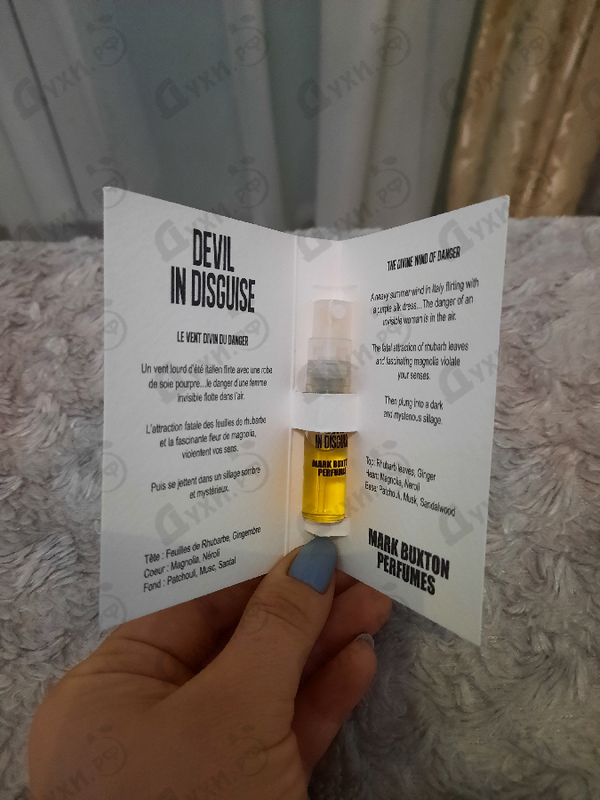 DEVIL
IN DISGUISE
LE VENT DIVIN DU DANGER
Un vent lourd d'été italien flirte avec une robe
de soie pourpre...le danger d'une femme
invisible flotte dans l'air.
L'attraction fatale des feuilles de rhubarbe
et la fascinante fleur de magnolia,
violentent vos sens.
Puis se jettent dans un sillage sombre
et mystérieux.
Tête : Feuilles de Rhubarbe, Gingembre
Coeur : Magnolia, Néroli
Fond : Patchouli, Musc, Santal
IN DISGUISE
MARK BUXTON
PERFUMES
THE DIVINE WIND OF DANGER
A heavy summer wind in Italy flirting with
a purple silk dress...The danger of an
invisible woman is in the air.
The fatal attraction of rhubarb leaves
and fascinating magnolia violate
your senses.
Then plung into a dark
and mysterious sillage.
Top: Rhubarb leaves, Ginger
Heart: Magnolia, Neroli
Base: Patchouli, Musk, Sandalwood
MARK BUXTON
PERFUMES
Духи.РФ